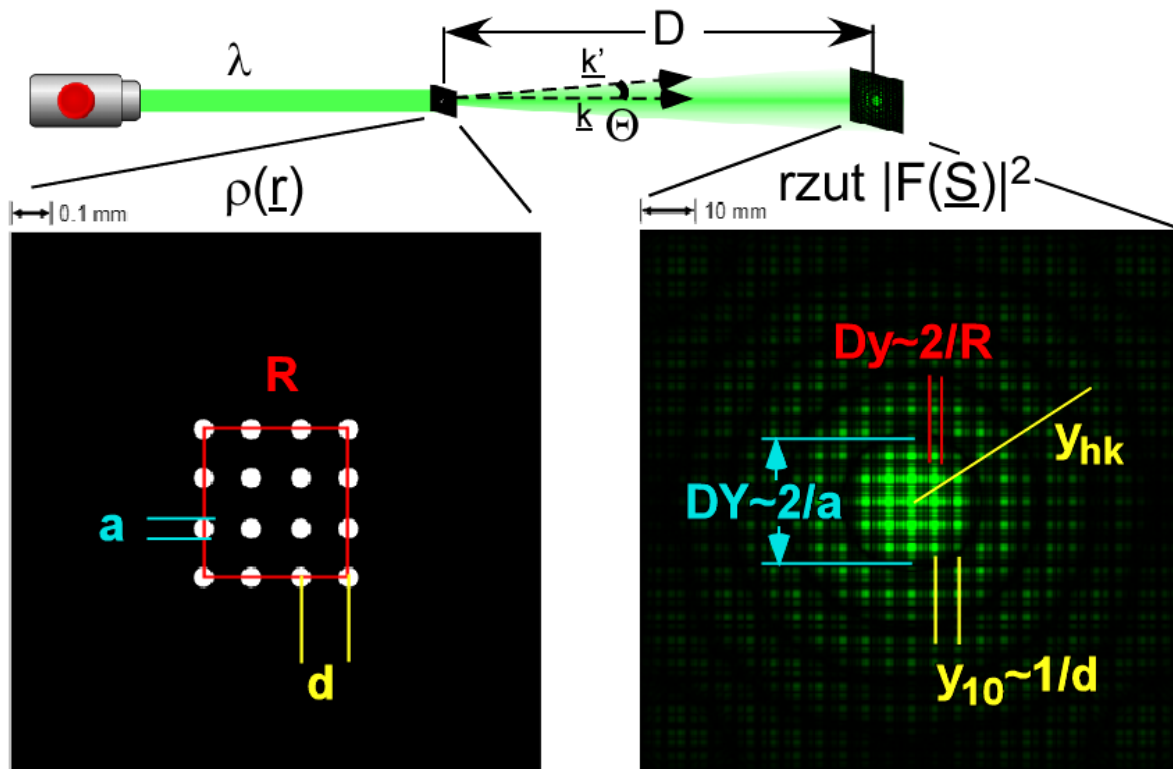 D
λ
k'
k
Θ
ρ(r)
rzut |F(S)|²
0.1 mm
10 mm
R
a
d
Dy~2/R
y_hk
DY~2/a
y_10~1/d